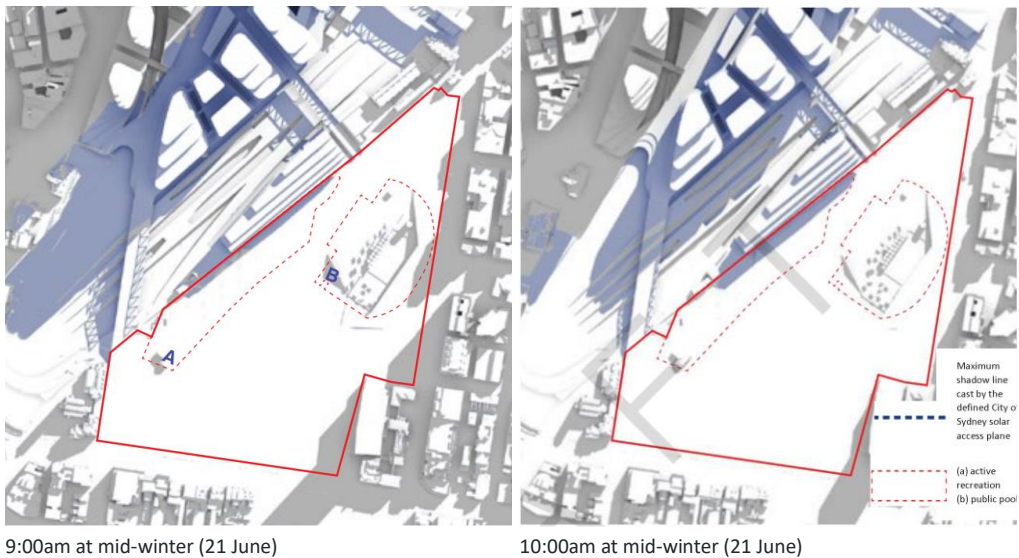 A
B
Maximum
shadow line
cast by the
defined City of
Sydney solar
access plane
(a) active
recreation
(b) public pool
9:00am at mid-winter (21 June)
10:00am at mid-winter (21 June)